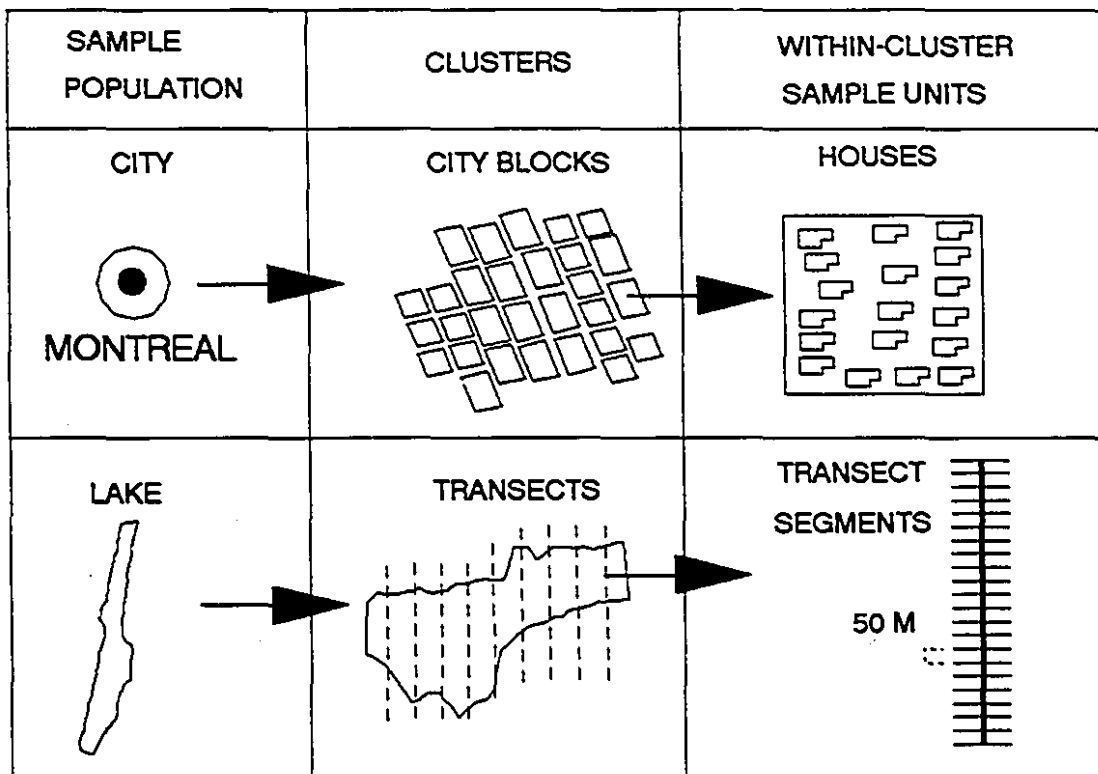 SAMPLE
POPULATION
CLUSTERS
WITHIN-CLUSTER
SAMPLE UNITS
CITY
MONTREAL
CITY BLOCKS
HOUSES
LAKE
TRANSECTS
TRANSECT
SEGMENTS
50 M